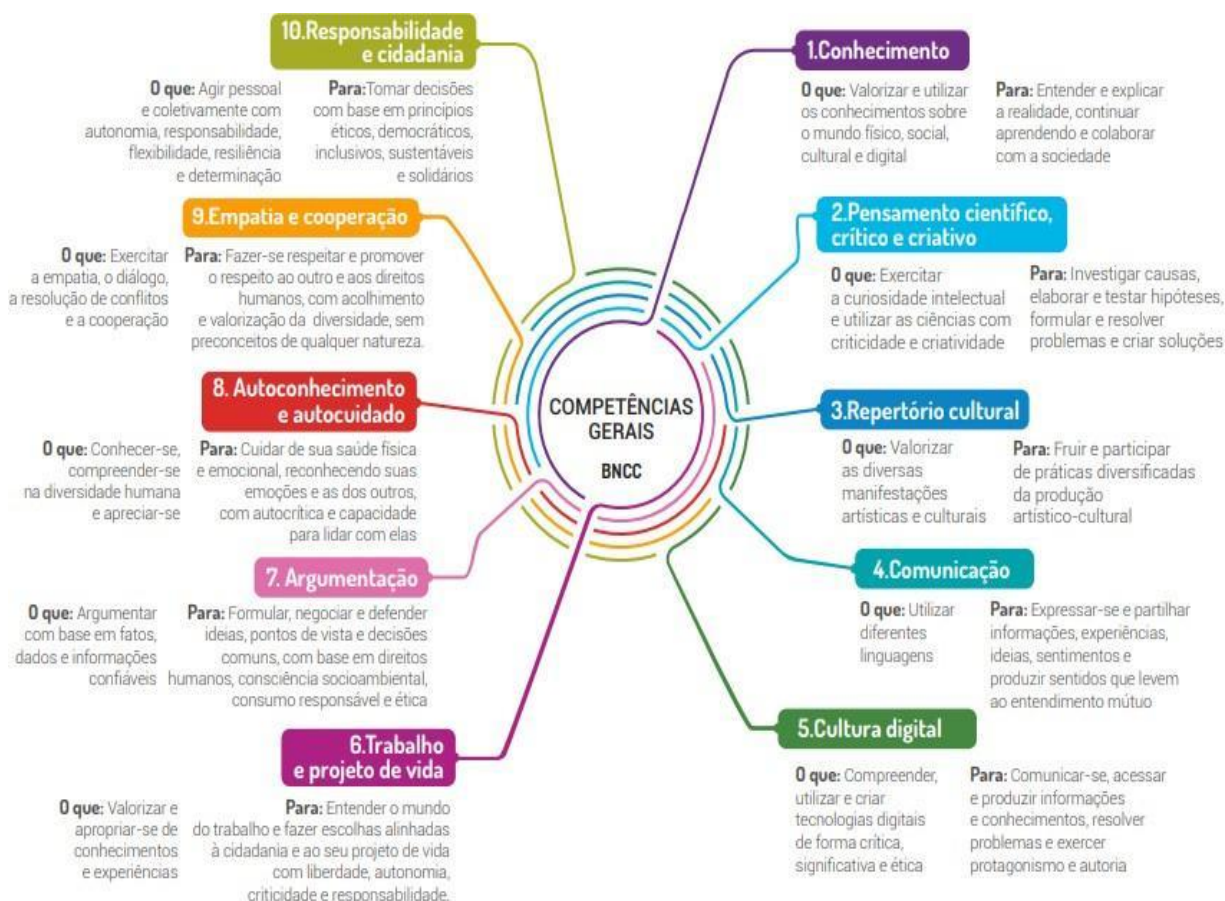 COMPETÊNCIAS
GERAIS
BNCC
1.Conhecimento
O que: Valorizar e utilizar
os conhecimentos sobre
o mundo físico, social,
cultural e digital
Para: Entender e explicar
a realidade, continuar
aprendendo e colaborar
com a sociedade
2.Pensamento científico,
crítico e criativo
O que: Exercitar
a curiosidade intelectual
e utilizar as ciências com
criticidade e criatividade
Para: Investigar causas,
elaborar e testar hipóteses,
formular e resolver
problemas e criar soluções
3.Repertório cultural
O que: Valorizar
as diversas
manifestações
artísticas e culturais
Para: Fruir e participar
de práticas diversificadas
da produção
artístico-cultural
4.Comunicação
O que: Utilizar
diferentes
linguagens
Para: Expressar-se e partilhar
informações, experiências,
ideias, sentimentos e
produzir sentidos que levem
ao entendimento mútuo
5.Cultura digital
O que: Compreender,
utilizar e criar
tecnologias digitais
de forma crítica,
significativa e ética
Para: Comunicar-se, acessar
e produzir informações
e conhecimentos, resolver
problemas e exercer
protagonismo e autoria
6.Trabalho
e projeto de vida
O que: Valorizar e
apropriar-se de
conhecimentos
e experiências
Para: Entender o mundo
do trabalho e fazer escolhas alinhadas
à cidadania e ao seu projeto de vida
com liberdade, autonomia,
criticidade e responsabilidade.
7. Argumentação
O que: Argumentar
com base em fatos,
dados e informações
confiáveis
Para: Formular, negociar e defender
ideias, pontos de vista e decisões
comuns, com base em direitos
humanos, consciência socioambiental,
consumo responsável e ética
8. Autoconhecimento
e autocuidado
O que: Conhecer-se,
compreender-se
na diversidade humana
e apreciar-se
Para: Cuidar de sua saúde física
e emocional, reconhecendo suas
emoções e as dos outros,
com autocrítica e capacidade
para lidar com elas
9.Empatia e cooperação
O que: Exercitar
a empatia, o diálogo,
a resolução de conflitos
e a cooperação
Para: Fazer-se respeitar e promover
o respeito ao outro e aos direitos
humanos, com acolhimento
e valorização da diversidade, sem
preconceitos de qualquer natureza.
10.Responsabilidade
e cidadania
O que: Agir pessoal
e coletivamente com
autonomia, responsabilidade,
flexibilidade, resiliência
e determinação
Para:Tomar decisões
com base em princípios
éticos, democráticos,
inclusivos, sustentáveis
e solidários